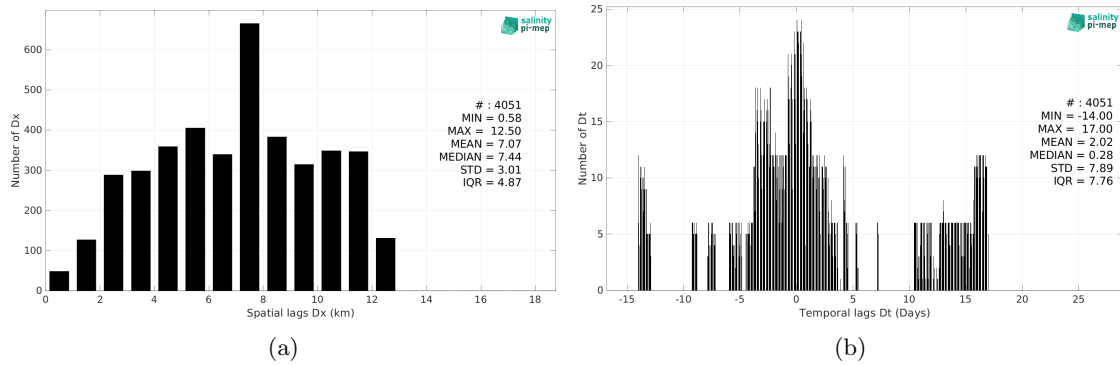 salinity
pi-mep
600
500
400
300
200
100
0
Number of Dx
# : 4051
MIN = 0.58
MAX = 12.50
MEAN = 7.07
MEDIAN = 7.44
STD = 3.01
IQR = 4.87
0 2 4 6 8 10 12 14 16 18
Spatial lags Dx (km)
(a)
salinity
pi-mep
25
20
15
10
5
0
Number of Dt
# : 4051
MIN = -14.00
MAX = 17.00
MEAN = 2.02
MEDIAN = 0.28
STD = 7.89
IQR = 7.76
-15 -10 -5 0 5 10 15 20 25
Temporal lags Dt (Days)
(b)